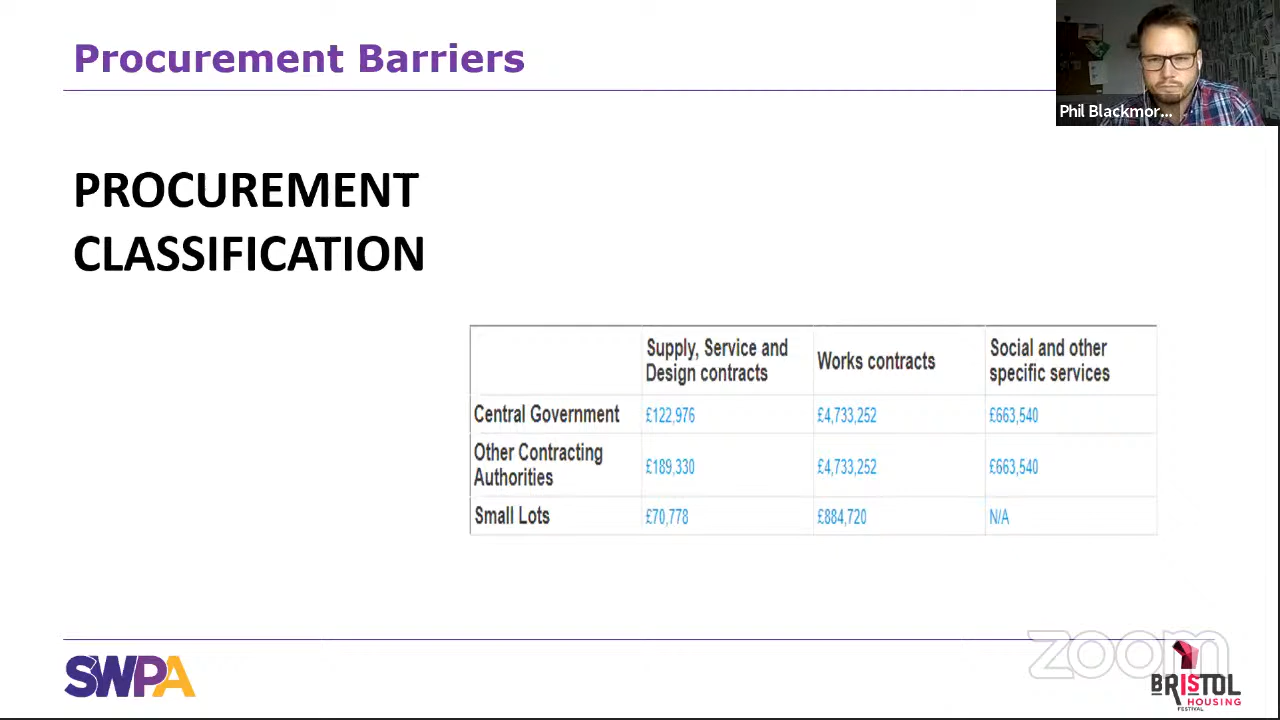 Procurement Barriers
Phil Blackmor...
PROCUREMENT
CLASSIFICATION
Supply, Service and
Design contracts
Works contracts
Social and other
specific services
Central Government
£122,976
£4,733,252
£663,540
Other Contracting
Authorities
£189,330
£4,733,252
£663,540
Small Lots
£70,778
£884,720
N/A
zoom
SWPA
BRISTOL
HOUSING
FESTIVAL